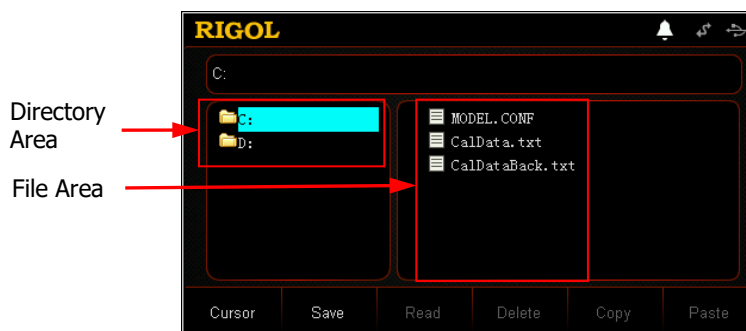 RIGOL
C:
Directory
Area
C:
D:
MODEL.CONF
CalData.txt
CalDataBack.txt
File Area
Cursor Save Read Delete Copy Paste